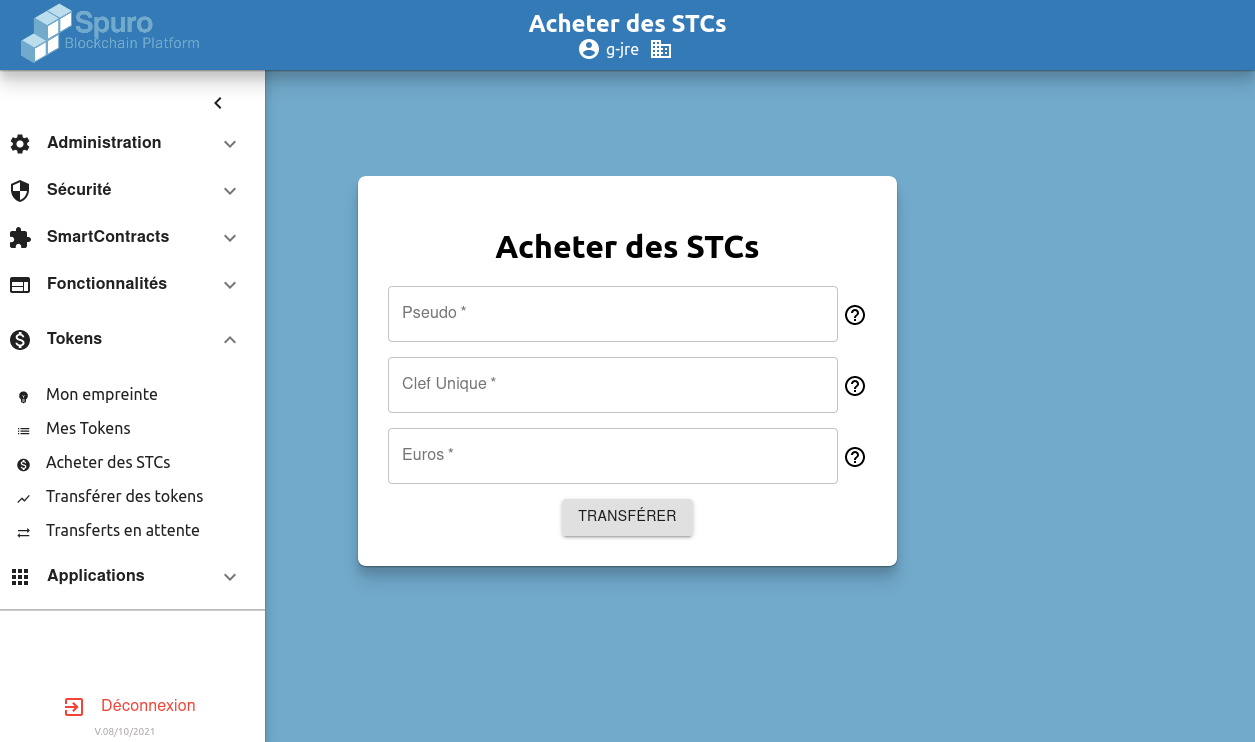 Spuro
Blockchain Platform
Acheter des STCs
g-jre
Administration
Sécurité
SmartContracts
Fonctionnalités
Tokens
Mon empreinte
Mes Tokens
Acheter des STCs
Transférer des tokens
Transferts en attente
Applications
Déconnexion
V.08/10/2021
Acheter des STCs
Pseudo *
Clef Unique *
Euros *
TRANSFÉRER